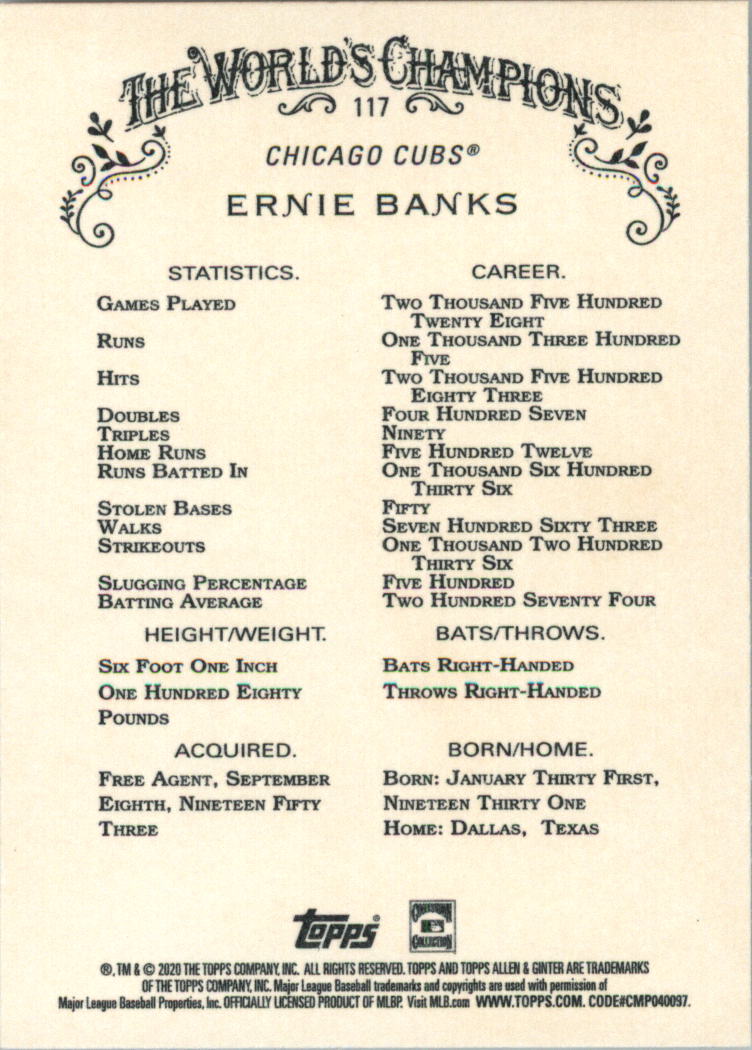 THE WORLD'S CHAMPIONS
117
CHICAGO CUBS®
ERNIE BANKS
STATISTICS.
CAREER.
GAMES PLAYED
TWO THOUSAND FIVE HUNDRED
TWENTY EIGHT
RUNS
ONE THOUSAND THREE HUNDRED
FIVE
HITS
TWO THOUSAND FIVE HUNDRED
EIGHTY THREE
DOUBLES
FOUR HUNDRED SEVEN
TRIPLES
NINETY
HOME RUNS
FIVE HUNDRED TWELVE
RUNS BATTED IN
ONE THOUSAND SIX HUNDRED
THIRTY SIX
STOLEN BASES
FIFTY
WALKS
SEVEN HUNDRED SIXTY THREE
STRIKEOUTS
ONE THOUSAND TWO HUNDRED
THIRTY SIX
SLUGGING PERCENTAGE
FIVE HUNDRED
BATTING AVERAGE
TWO HUNDRED SEVENTY FOUR
HEIGHT/WEIGHT.
SIX FOOT ONE INCH
ONE HUNDRED EIGHTY
POUNDS
BATS/THROWS.
BATS RIGHT-HANDED
THROWS RIGHT-HANDED
ACQUIRED.
FREE AGENT, SEPTEMBER
EIGHTH, NINETEEN FIFTY
THREE
BORN/HOME.
BORN: JANUARY THIRTY FIRST,
NINETEEN THIRTY ONE
HOME: DALLAS, TEXAS
Topps®
COOPERSTOWN
COLLECTION
®, TM & © 2020 THE TOPPS COMPANY, INC. ALL RIGHTS RESERVED. TOPPS AND TOPPS ALLEN & GINTER ARE TRADEMARKS
OF THE TOPPS COMPANY, INC. Major League Baseball trademarks and copyrights are used with permission of
Major League Baseball Properties, Inc. OFFICIALLY LICENSED PRODUCT OF MLBP. Visit MLB.com WWW.TOPPS.COM. CODE#CMP040097.